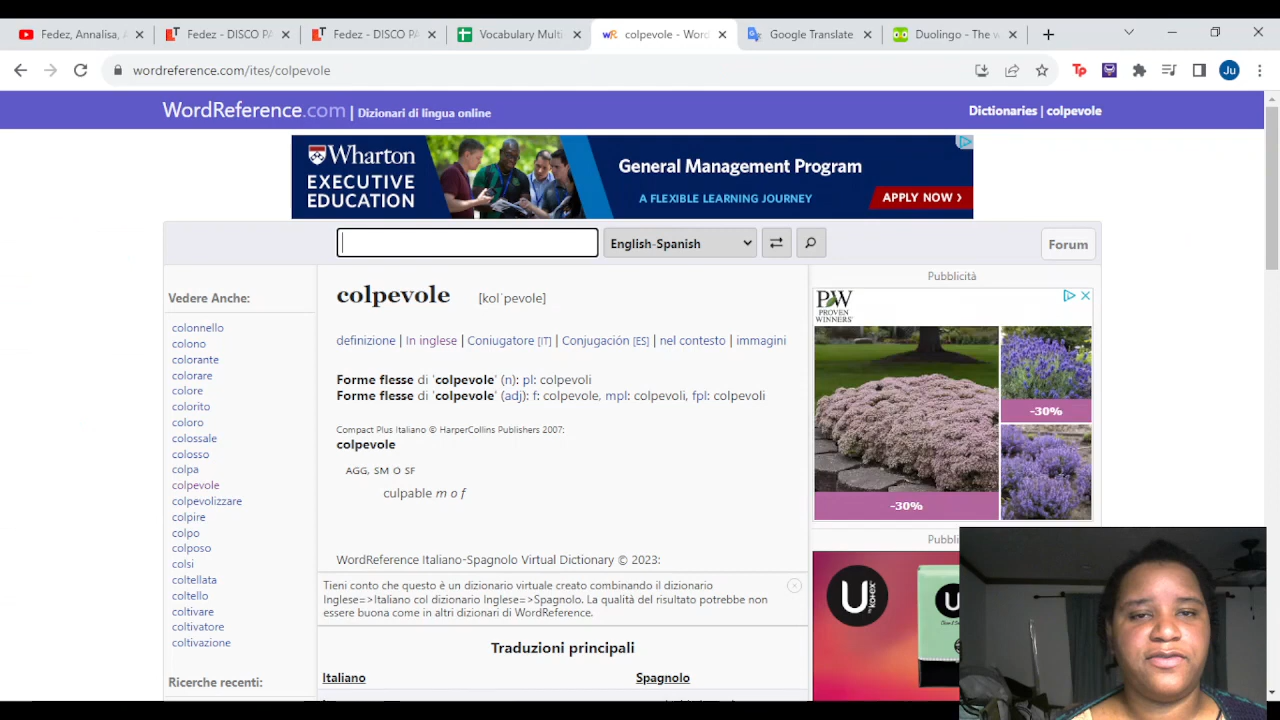 Fedez, Annalisa, A
Fedez - DISCO PA
Fedez - DISCO PA
Vocabulary Multi
wR colpevole - Word
Google Translate
Duolingo - The w
wordreference.com/ites/colpevole
Tp
Ju
WordReference.com | Dizionari di lingua online
Dictionaries | colpevole
Wharton
EXECUTIVE
EDUCATION
General Management Program
A FLEXIBLE LEARNING JOURNEY
APPLY NOW ›
English-Spanish
Forum
Vedere Anche:
colonnello
colono
colorante
colorare
colore
colorito
coloro
colossale
colosso
colpa
colpevole
colpevolizzare
colpire
colpo
colposo
colsi
coltellata
coltello
coltivare
coltivatore
coltivazione
Ricerche recenti:
colpevole [kolˈpevole]
definizione | In inglese | Coniugatore [IT] | Conjugación [ES] | nel contesto | immagini
Forme flesse di 'colpevole' (n): pl: colpevoli
Forme flesse di 'colpevole' (adj): f: colpevole, mpl: colpevoli, fpl: colpevoli
Compact Plus Italiano © HarperCollins Publishers 2007:
colpevole
AGG, SM O SF
culpable m o f
WordReference Italiano-Spagnolo Virtual Dictionary © 2023:
Tieni conto che questo è un dizionario virtuale creato combinando il dizionario
Inglese=>Italiano col dizionario Inglese=>Spagnolo. La qualità del risultato potrebbe non
essere buona come in altri dizionari di WordReference.
Traduzioni principali
Italiano
Spagnolo
Pubblicità
PW
PROVEN
WINNERS
-30%
-30%
Pubbli
U
by KOTEX
U